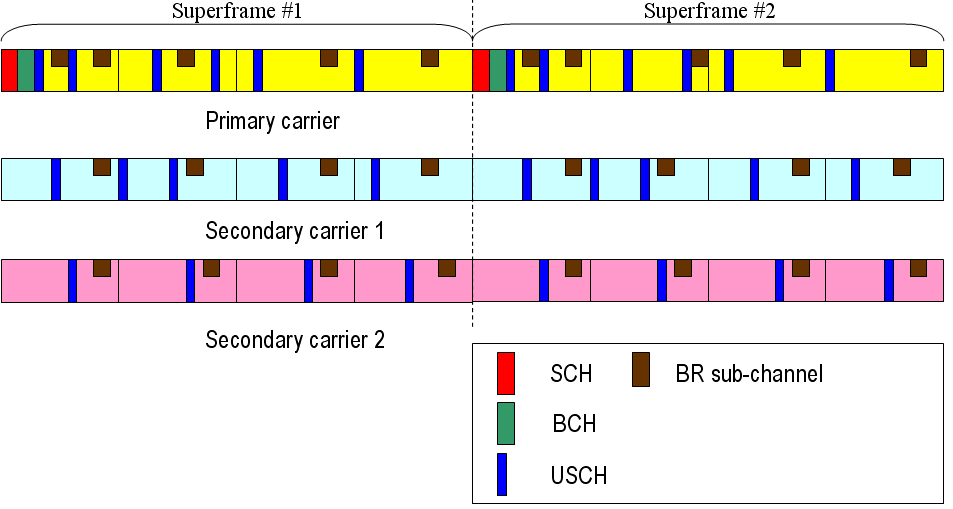 Superframe #1
Superframe #2
Primary carrier
Secondary carrier 1
Secondary carrier 2
SCH
BR sub-channel
BCH
USCH